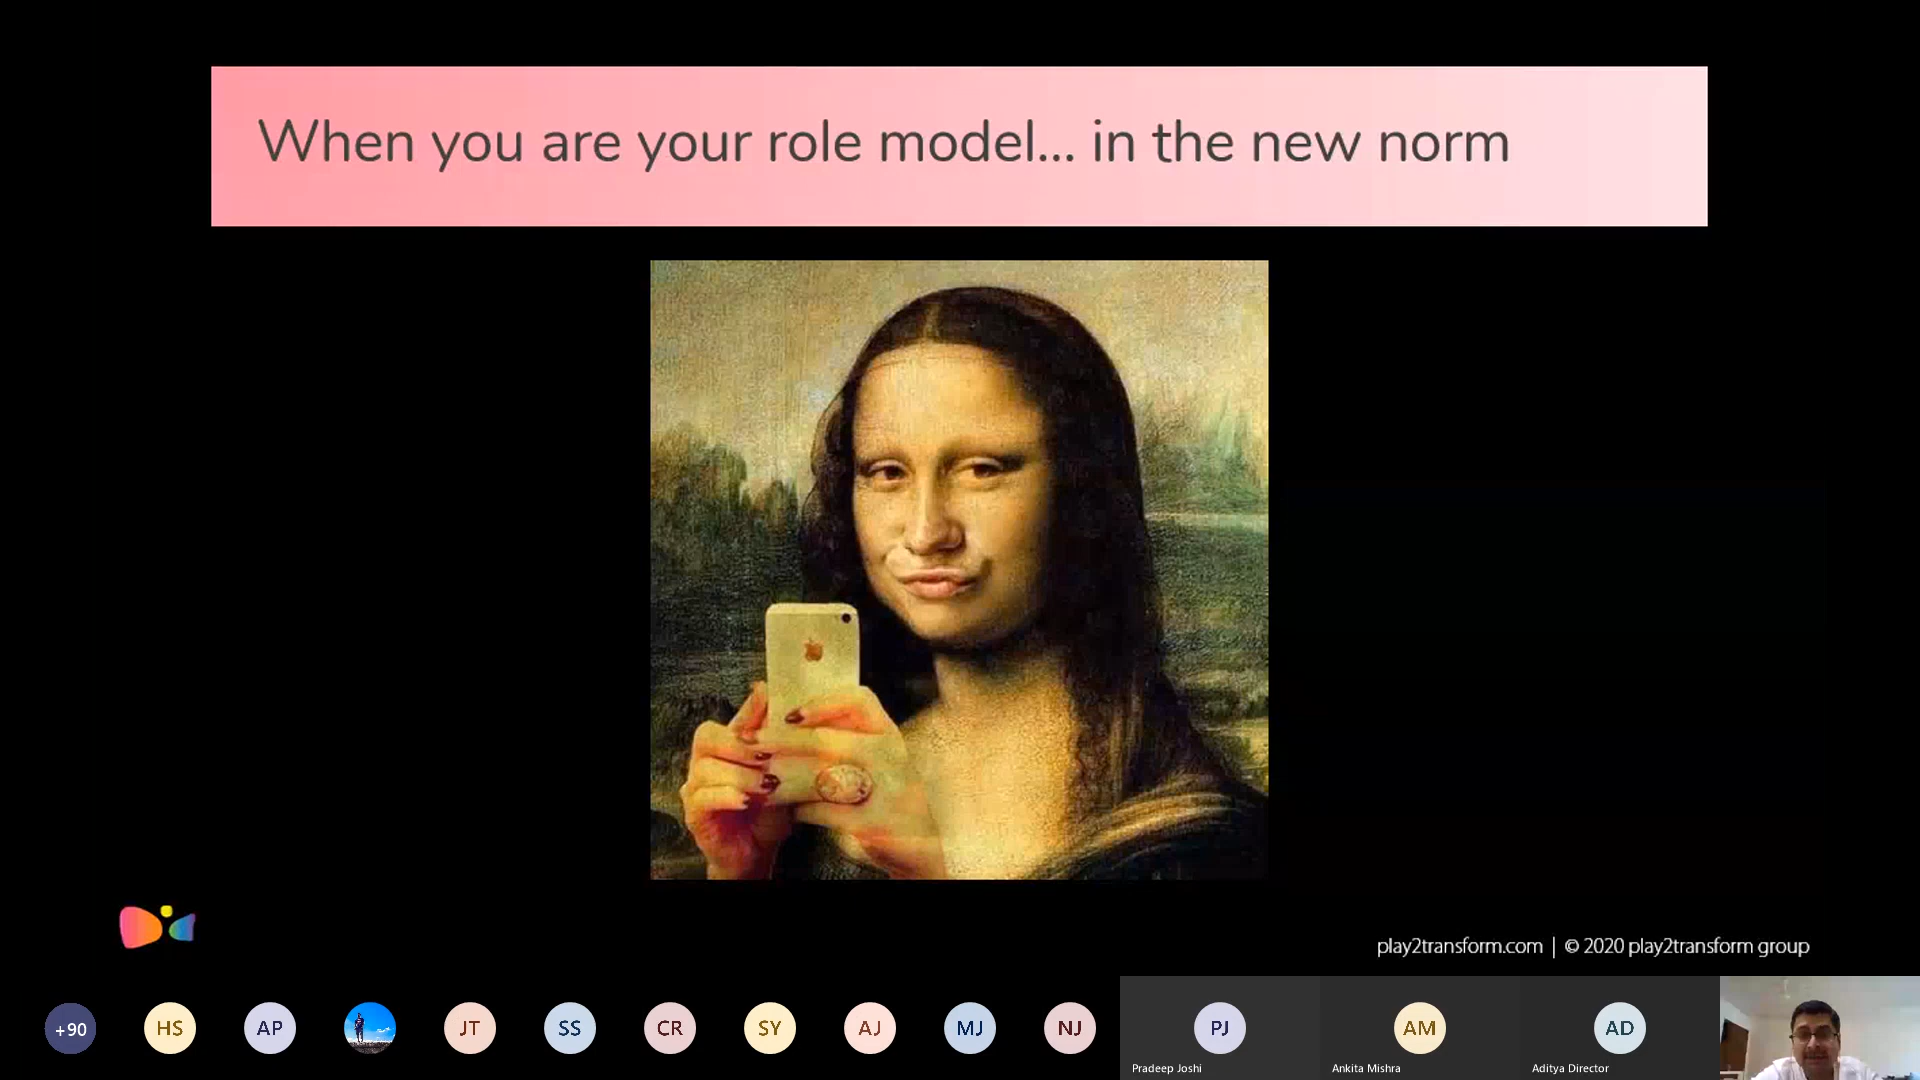 When you are your role model... in the new norm
play2transform.com | © 2020 play2transform group
+90
HS
AP
JT
SS
CR
SY
AJ
MJ
NJ
PJ
AM
AD
Pradeep Joshi
Ankita Mishra
Aditya Director